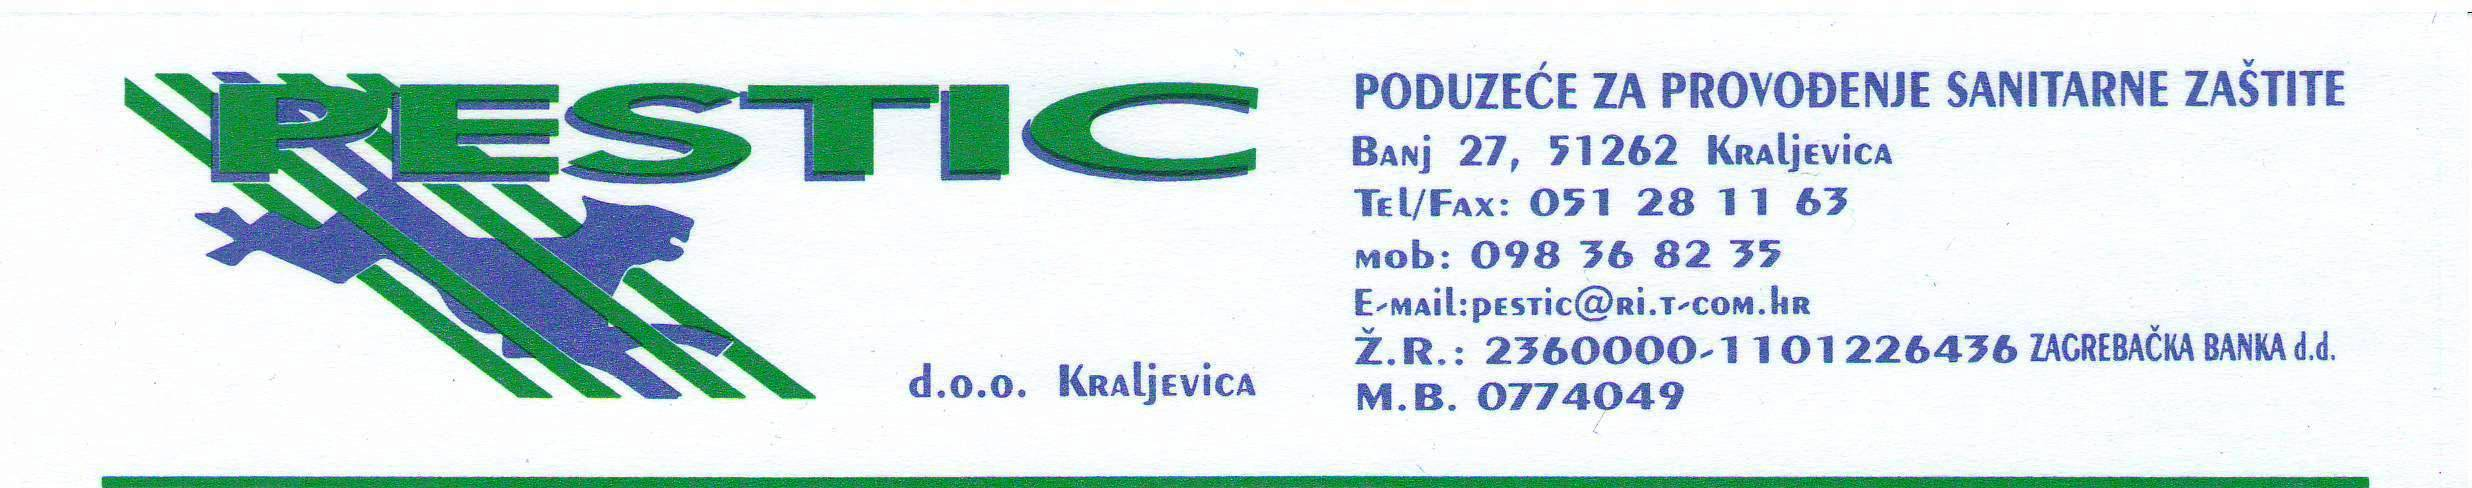 PESTIC
d.o.o. Kraljevica
PODUZEĆE ZA PROVOĐENJE SANITARNE ZAŠTITE
Banj 27, 51262 Kraljevica
Tel/Fax: 051 28 11 63
mob: 098 36 82 35
E-mail:pestic@ri.t-com.hr
Ž.R.: 2360000-1101226436 ZAGREBAČKA BANKA d.d.
M.B. 0774049